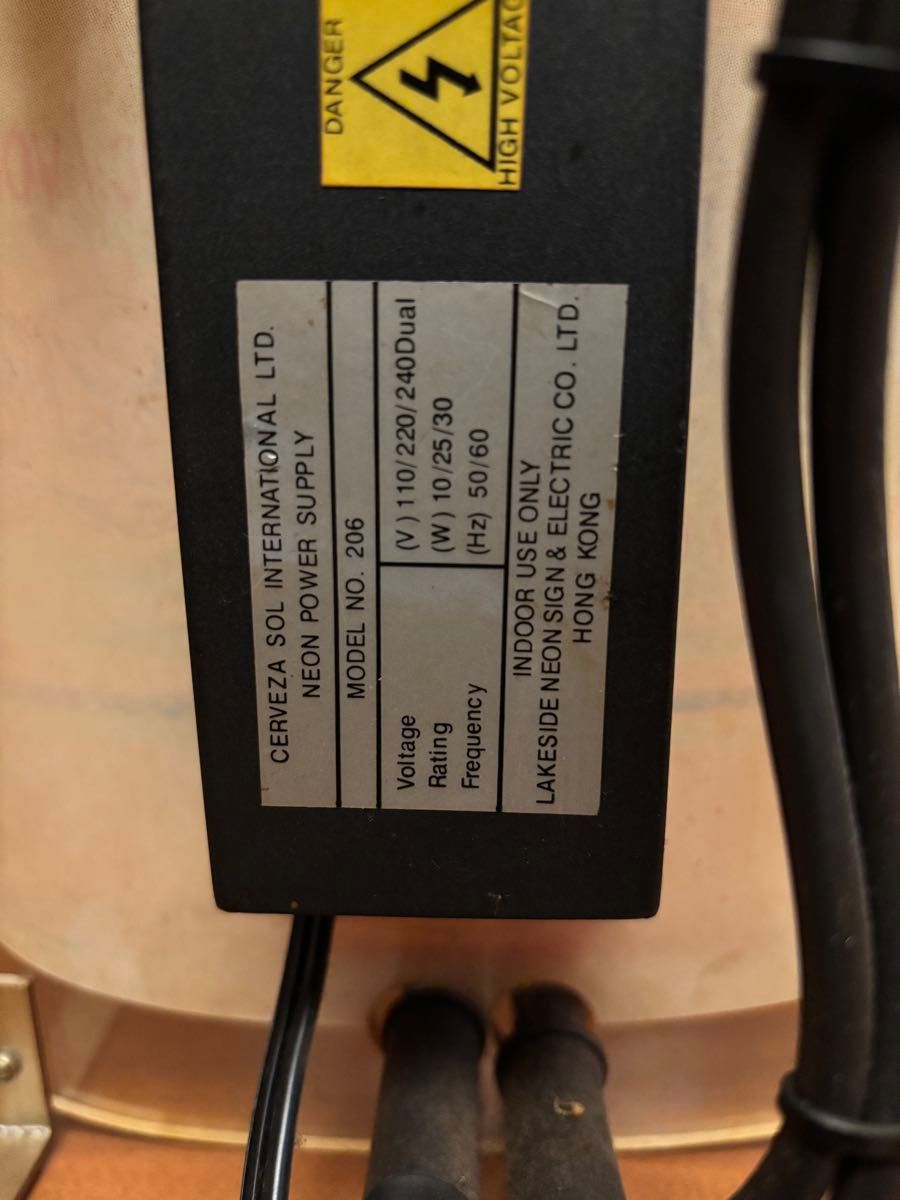 DANGER
HIGH VOLTAG
CERVEZA SOL INTERNATIONAL LTD.
NEON POWER SUPPLY
MODEL NO. 206
Voltage (V) 110/220/240Dual
Rating (W) 10/25/30
Frequency (Hz) 50/60
INDOOR USE ONLY
LAKESIDE NEON SIGN & ELECTRIC CO. LTD.
HONG KONG